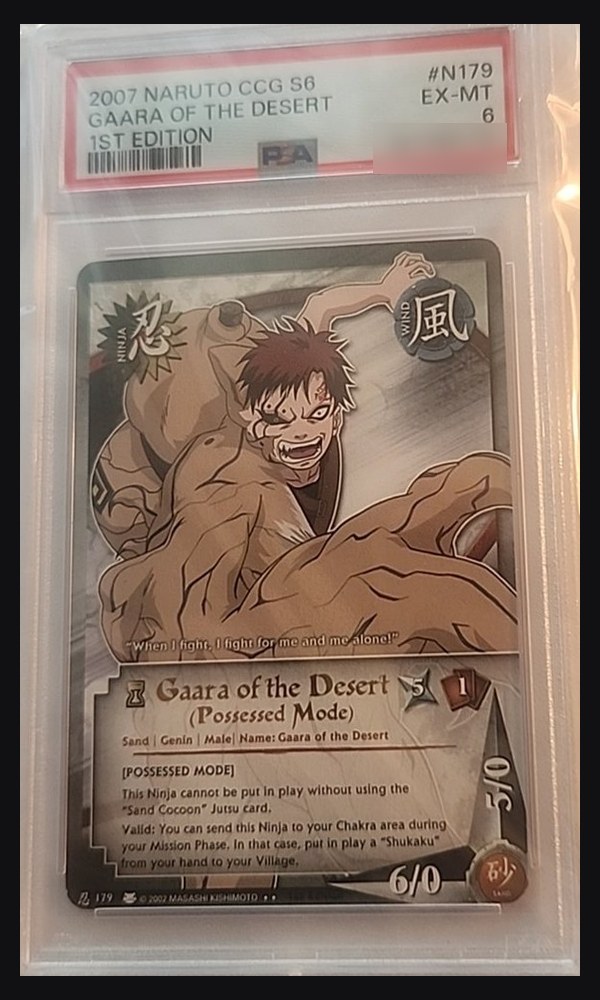 2007 NARUTO CCG S6
GAARA OF THE DESERT
1ST EDITION
#N179
EX-MT
6
PSA
NINJA
忍
WIND
風
"When I fight, I fight for me and me alone!"
Gaara of the Desert
5
1
(Possessed Mode)
Sand | Genin | Male| Name: Gaara of the Desert
[POSSESSED MODE]
This Ninja cannot be put in play without using the
"Sand Cocoon" Jutsu card.
Valid: You can send this Ninja to your Chakra area during
your Mission Phase. In that case, put in play a "Shukaku"
from your hand to your Village.
5/0
6/0
砂
SAND
忍 179
© 2002 MASASHI KISHIMOTO